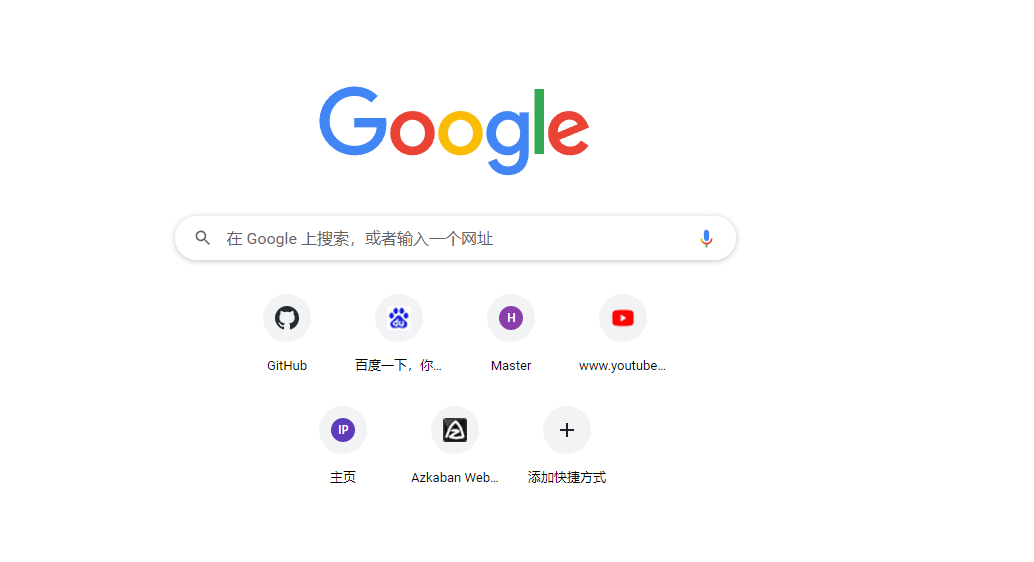 Google
在 Google 上搜索，或者输入一个网址
du
H
GitHub
百度一下，你...
Master
www.youtube...
IP
主页
Azkaban Web...
添加快捷方式